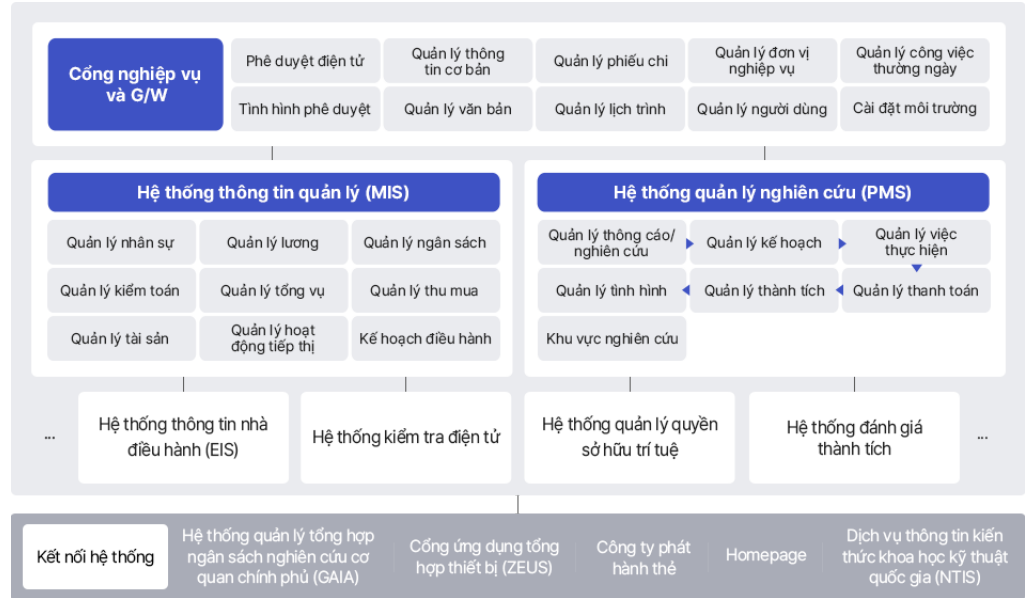 Cổng nghiệp vụ
và G/W
Phê duyệt điện tử
Quản lý thông
tin cơ bản
Quản lý phiếu chi
Quản lý đơn vị
nghiệp vụ
Quản lý công việc
thường ngày
Tình hình phê duyệt
Quản lý văn bản
Quản lý lịch trình
Quản lý người dùng
Cài đặt môi trường
Hệ thống thông tin quản lý (MIS)
Quản lý nhân sự
Quản lý lương
Quản lý ngân sách
Quản lý kiểm toán
Quản lý tổng vụ
Quản lý thu mua
Quản lý tài sản
Quản lý hoạt
động tiếp thị
Kế hoạch điều hành
Hệ thống quản lý nghiên cứu (PMS)
Quản lý thông cáo/
nghiên cứu
Quản lý kế hoạch
Quản lý việc
thực hiện
Quản lý tình hình
Quản lý thành tích
Quản lý thanh toán
Khu vực nghiên cứu
...
Hệ thống thông tin nhà
điều hành (EIS)
Hệ thống kiểm tra điện tử
Hệ thống quản lý quyền
sở hữu trí tuệ
Hệ thống đánh giá
thành tích
...
Kết nối hệ thống
Hệ thống quản lý tổng hợp
ngân sách nghiên cứu cơ
quan chính phủ (GAIA)
Cổng ứng dụng tổng
hợp thiết bị (ZEUS)
Công ty phát
hành thẻ
Homepage
Dịch vụ thông tin kiến
thức khoa học kỹ thuật
quốc gia (NTIS)